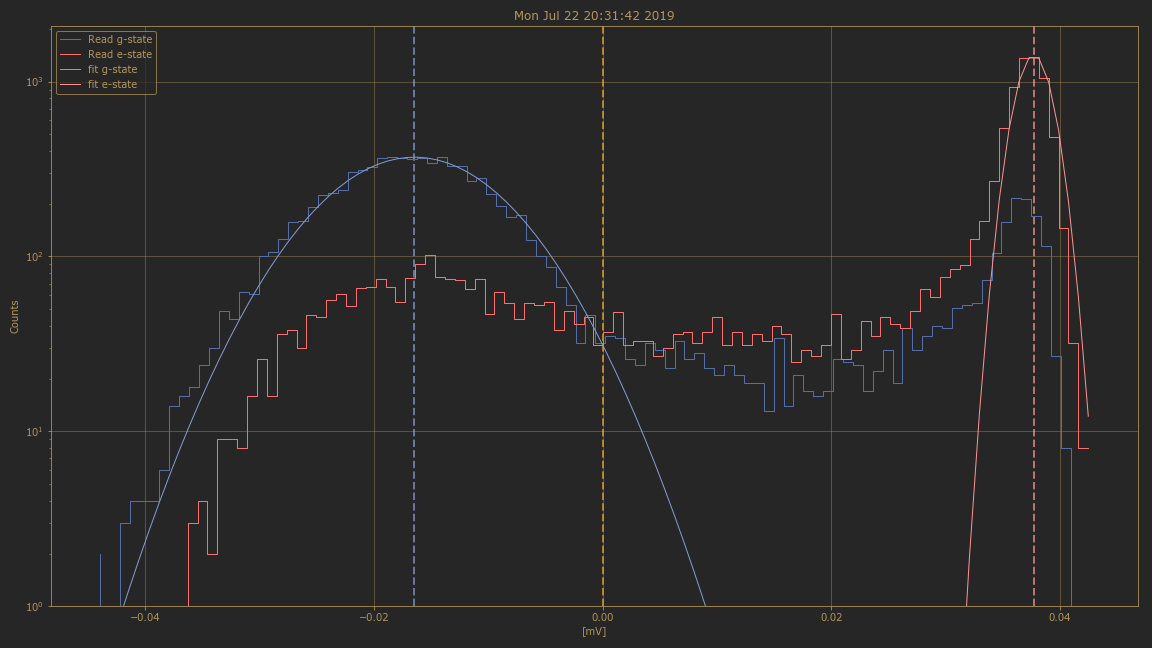 Mon Jul 22 20:31:42 2019
Read g-state
Read e-state
fit g-state
fit e-state
10³
10²
10¹
10⁰
Counts
−0.04
−0.02
0.00
0.02
0.04
[mV]